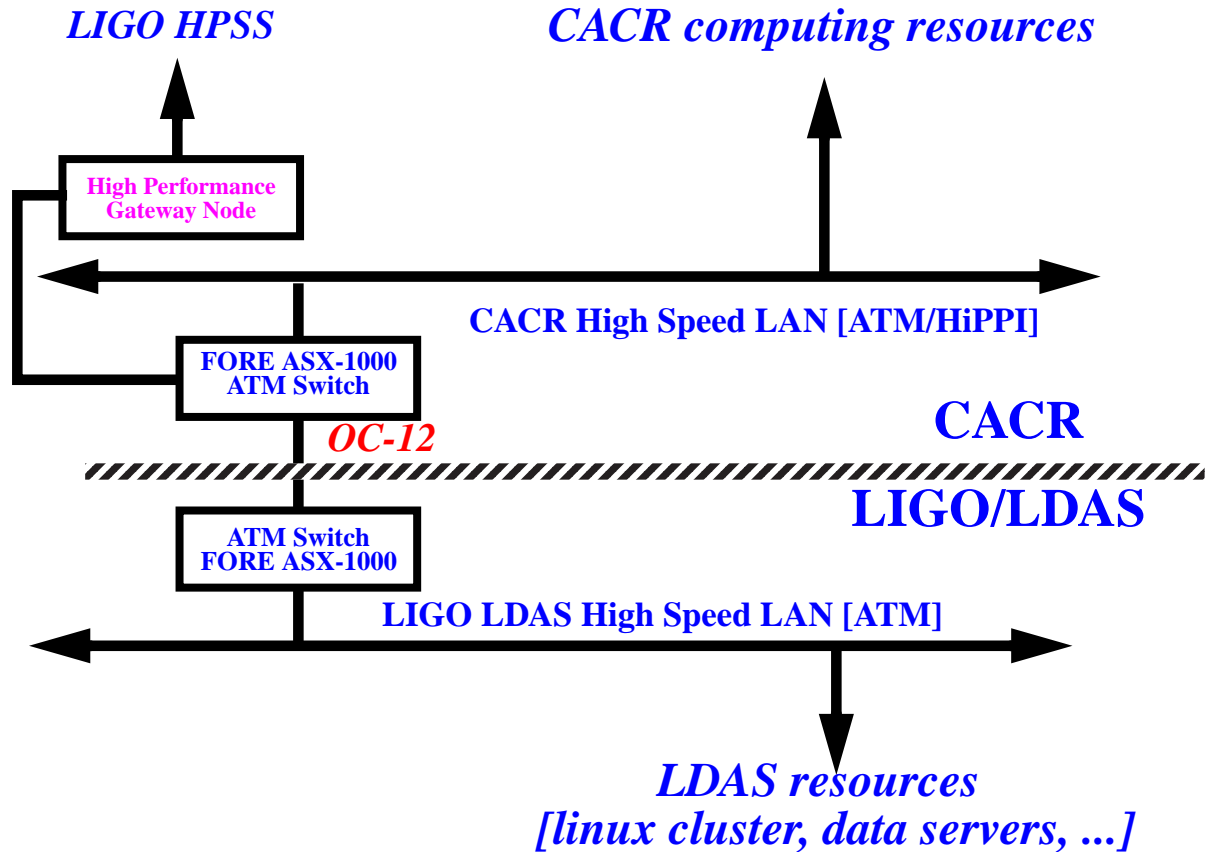 LIGO HPSS
CACR computing resources
High Performance
Gateway Node
CACR High Speed LAN [ATM/HiPPI]
FORE ASX-1000
ATM Switch
CACR
OC-12
LIGO/LDAS
ATM Switch
FORE ASX-1000
LIGO LDAS High Speed LAN [ATM]
LDAS resources
[linux cluster, data servers, ...]